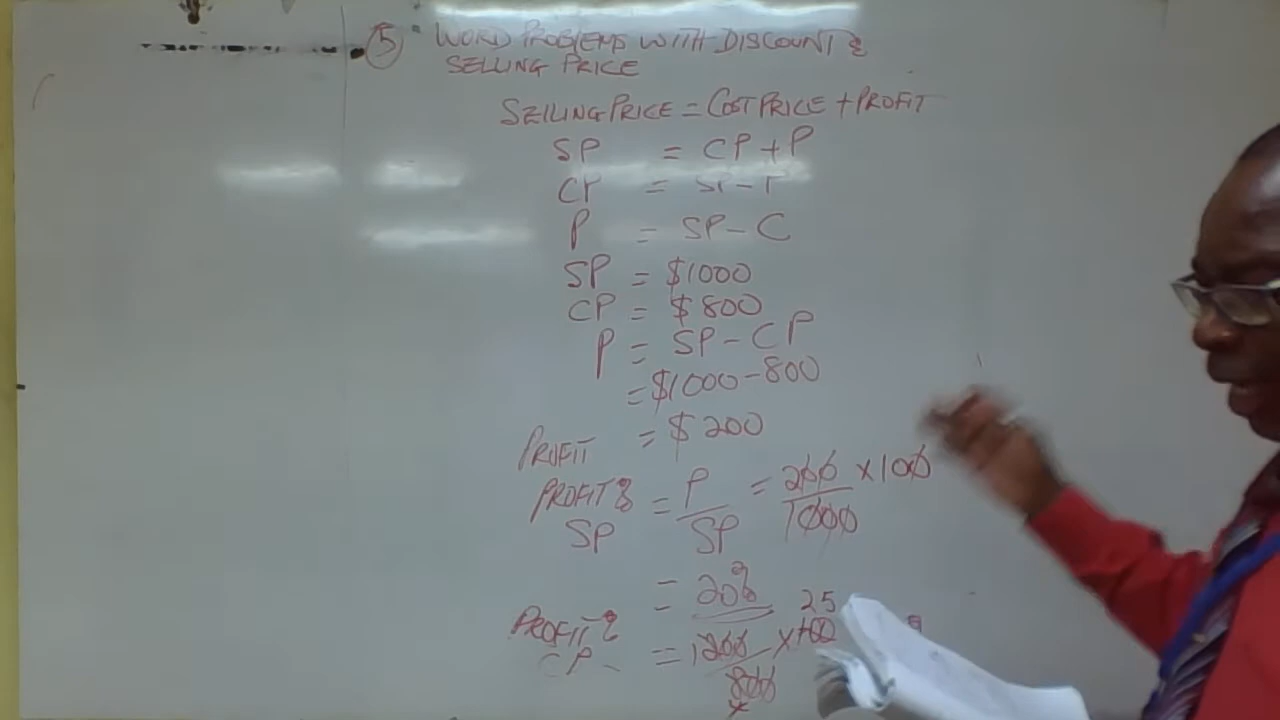 ⑤ WORD PROBLEMS WITH DISCOUNT &
SELLING PRICE
SELLING PRICE = COST PRICE + PROFIT
SP = CP + P
CP = SP - P
P = SP - C
SP = $1000
CP = $800
P = SP - CP
= $1000 - 800
PROFIT = $200
PROFIT % SP = P/SP = 200/1000 × 100
= 20%
PROFIT % CP = 200/800 × 100 25